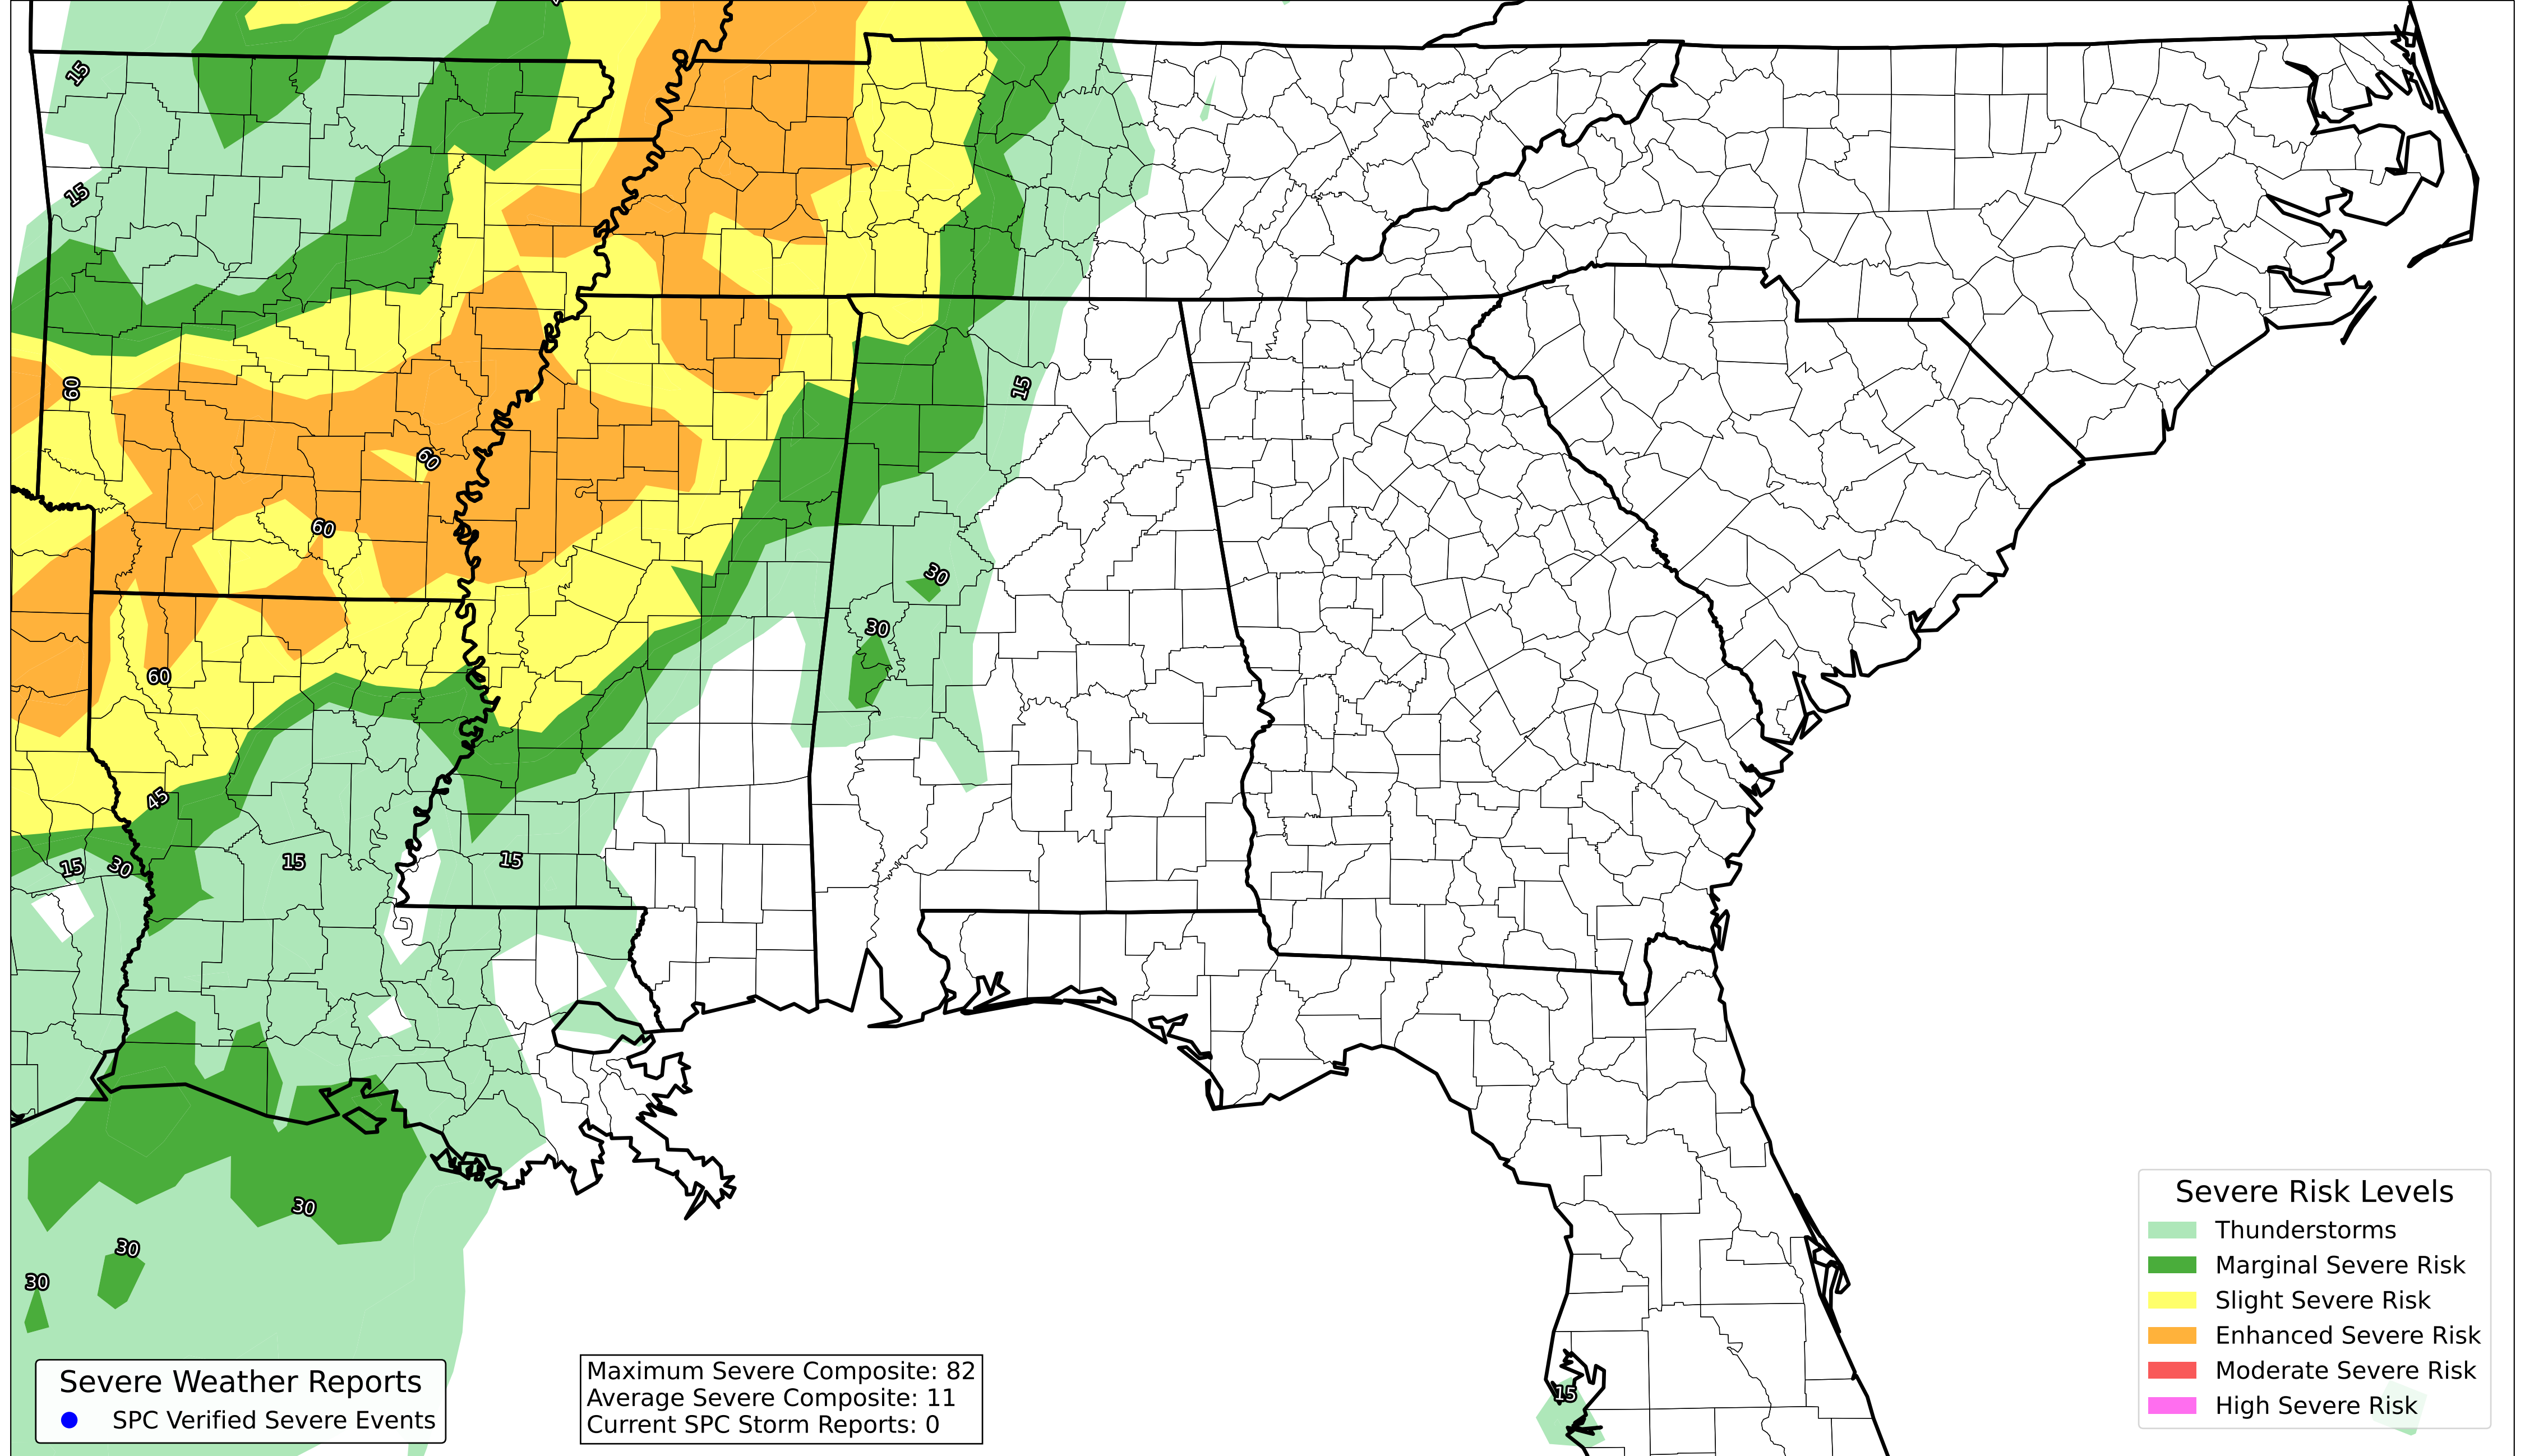 15
15
60
15
60
60
30
30
60
45
15
30
15
15
30
30
30
15
Severe Risk Levels
Thunderstorms
Marginal Severe Risk
Slight Severe Risk
Enhanced Severe Risk
Moderate Severe Risk
High Severe Risk
Severe Weather Reports
SPC Verified Severe Events
Maximum Severe Composite: 82
Average Severe Composite: 11
Current SPC Storm Reports: 0